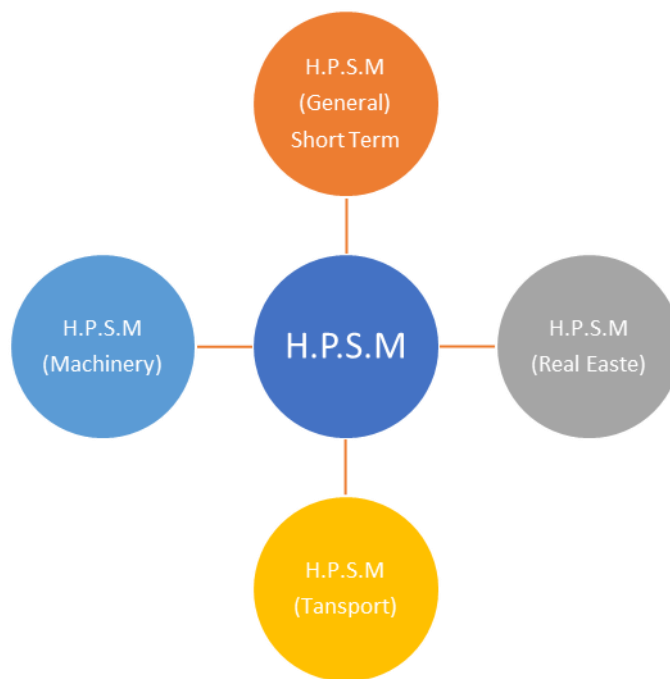 H.P.S.M
(General)
Short Term
H.P.S.M
(Machinery)
H.P.S.M
H.P.S.M
(Real Easte)
H.P.S.M
(Tansport)